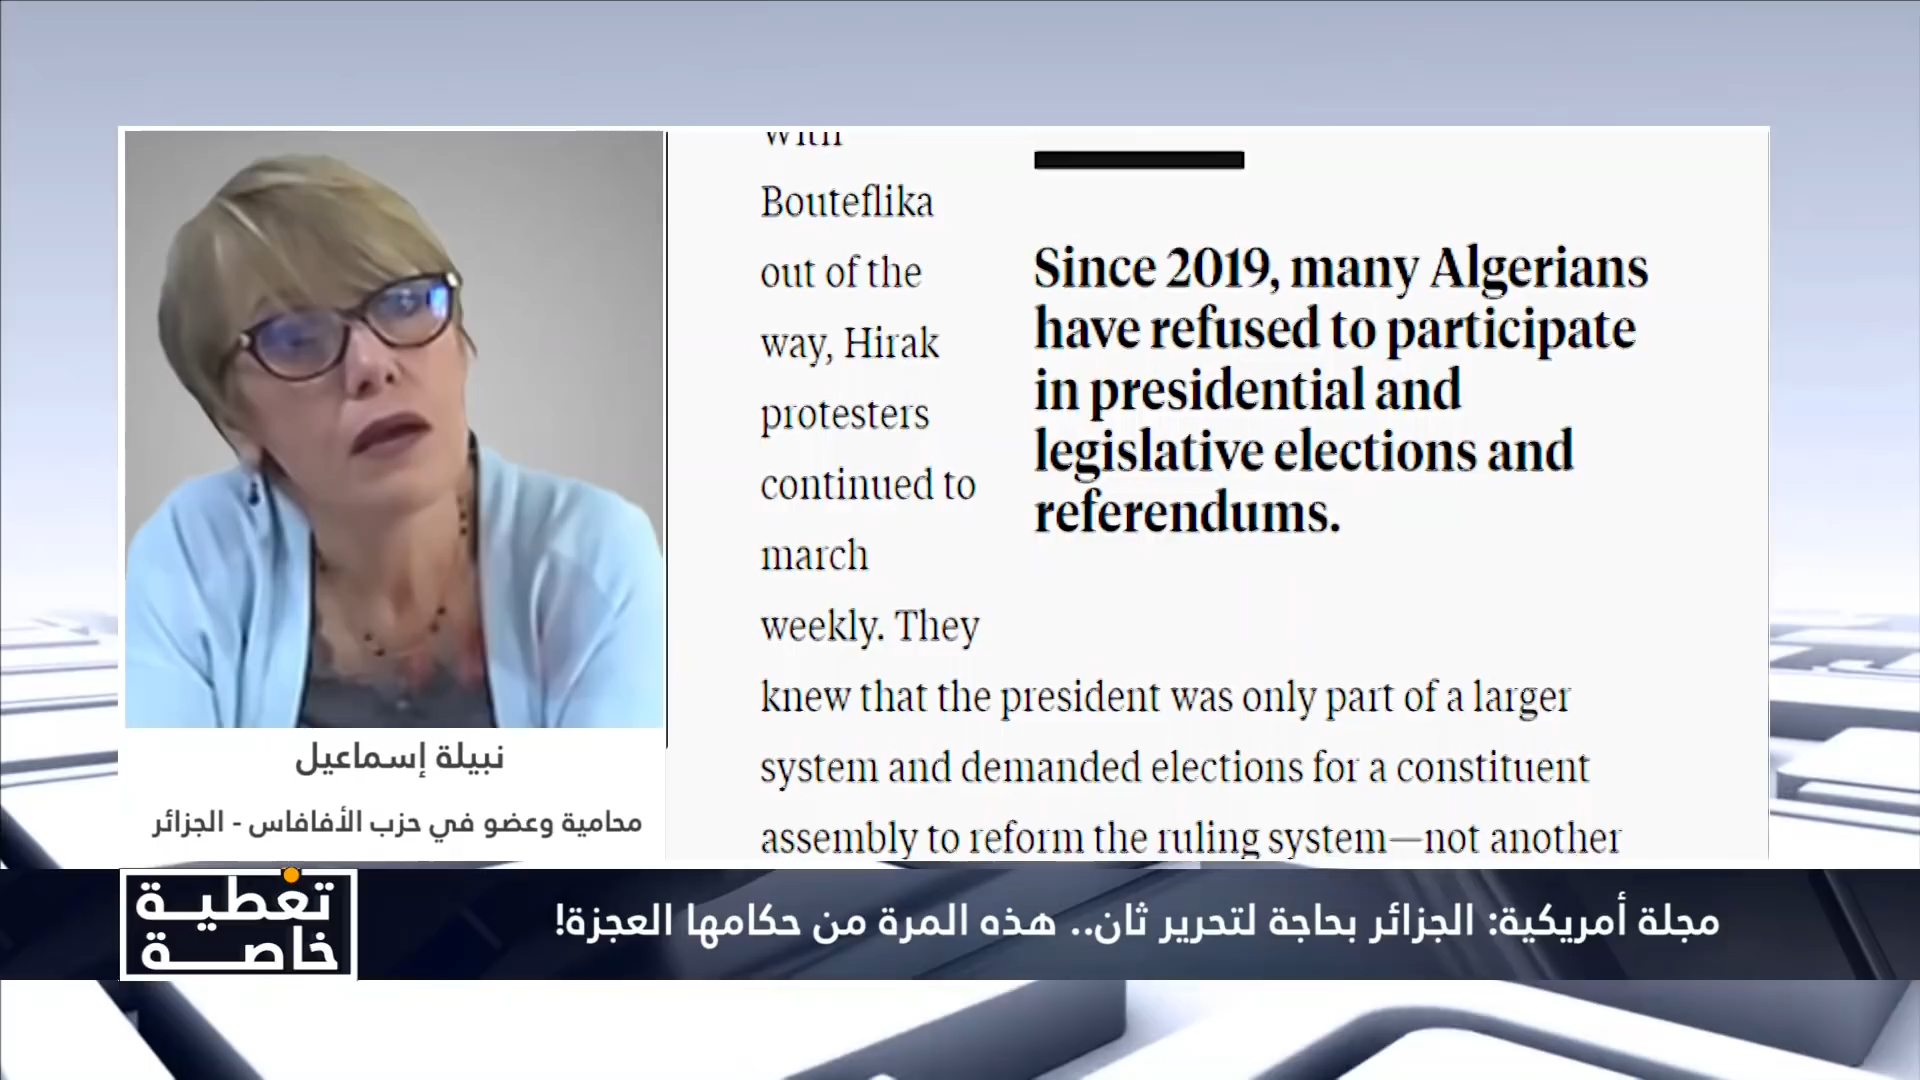 With
Bouteflika
out of the
way, Hirak
protesters
continued to
march
weekly. They
knew that the president was only part of a larger
system and demanded elections for a constituent
assembly to reform the ruling system—not another
Since 2019, many Algerians
have refused to participate
in presidential and
legislative elections and
referendums.
نبيلة إسماعيل
محامية وعضو في حزب الأفافاس - الجزائر
تغطية
خاصة
مجلة أمريكية: الجزائر بحاجة لتحرير ثان.. هذه المرة من حكامها العجزة!